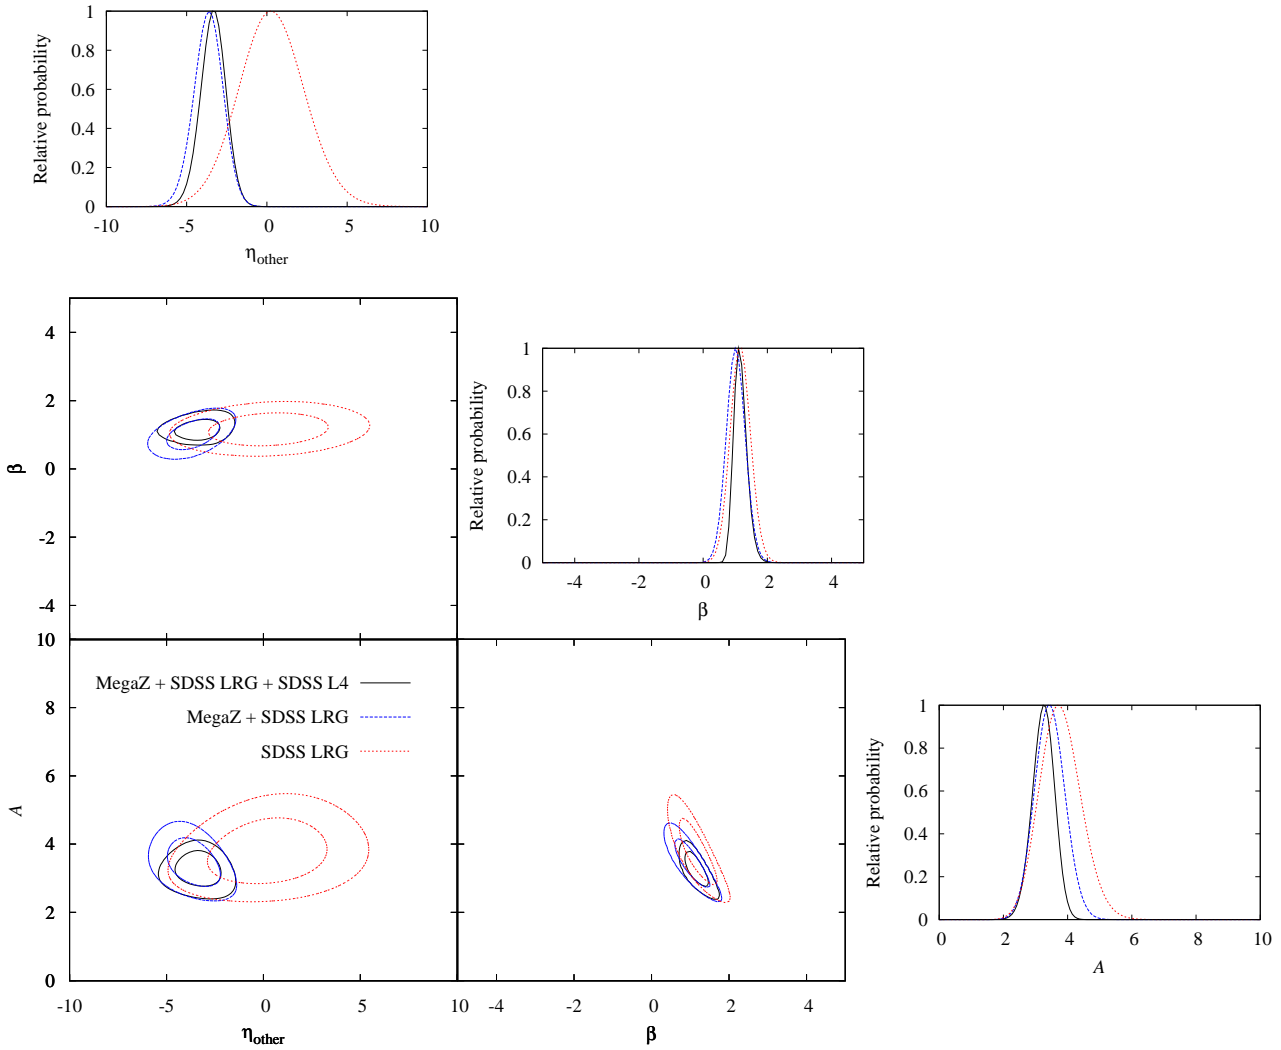 Relative probability
1
0.8
0.6
0.4
0.2
0
-10 -5 0 5 10
ηother
β
4
2
0
-2
-4
Relative probability
1
0.8
0.6
0.4
0.2
0
-4 -2 0 2 4
β
A
10
8
6
4
2
0
MegaZ + SDSS LRG + SDSS L4
MegaZ + SDSS LRG
SDSS LRG
-10 -5 0 5 10
ηother
-4 -2 0 2 4
β
Relative probability
1
0.8
0.6
0.4
0.2
0
0 2 4 6 8 10
A